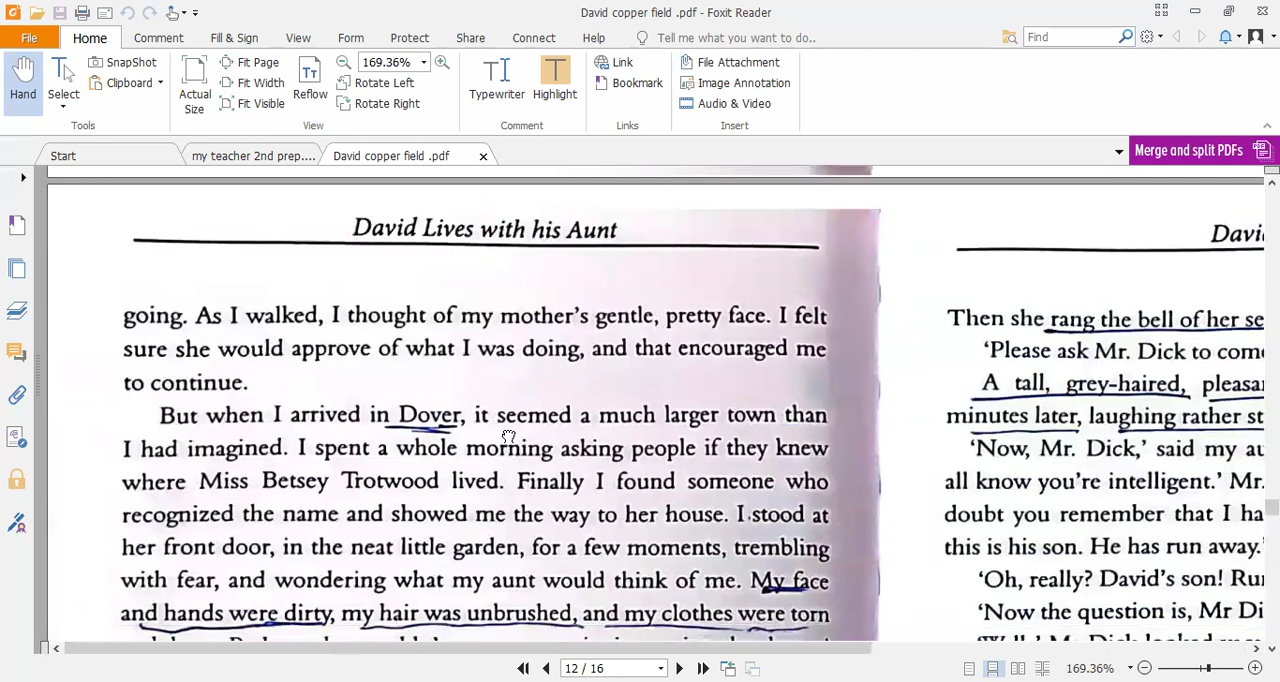 David copper field .pdf - Foxit Reader
File Home Comment Fill & Sign View Form Protect Share Connect Help Tell me what you want to do.. Find
Hand
Select
SnapShot
Clipboard
Tools
Actual Size
Fit Page
Fit Width
Fit Visible
Reflow
169.36%
Rotate Left
Rotate Right
View
Typewriter
Highlight
Comment
Link
Bookmark
Links
File Attachment
Image Annotation
Audio & Video
Insert
Start my teacher 2nd prep.... David copper field .pdf Merge and split PDFs
David Lives with his Aunt
going. As I walked, I thought of my mother's gentle, pretty face. I felt
sure she would approve of what I was doing, and that encouraged me
to continue.
But when I arrived in Dover, it seemed a much larger town than
I had imagined. I spent a whole morning asking people if they knew
where Miss Betsey Trotwood lived. Finally I found someone who
recognized the name and showed me the way to her house. I stood at
her front door, in the neat little garden, for a few moments, trembling
with fear, and wondering what my aunt would think of me. My face
and hands were dirty, my hair was unbrushed, and my clothes were torn
Davi
Then she rang the bell of her se
'Please ask Mr. Dick to com
A tall, grey-haired, pleasan
minutes later, laughing rather st
'Now, Mr. Dick,' said my au
all know you're intelligent.' Mr.
doubt you remember that I ha
this is his son. He has run away.'
'Oh, really? David's son! Ru
'Now the question is, Mr Di
12 / 16
169.36%